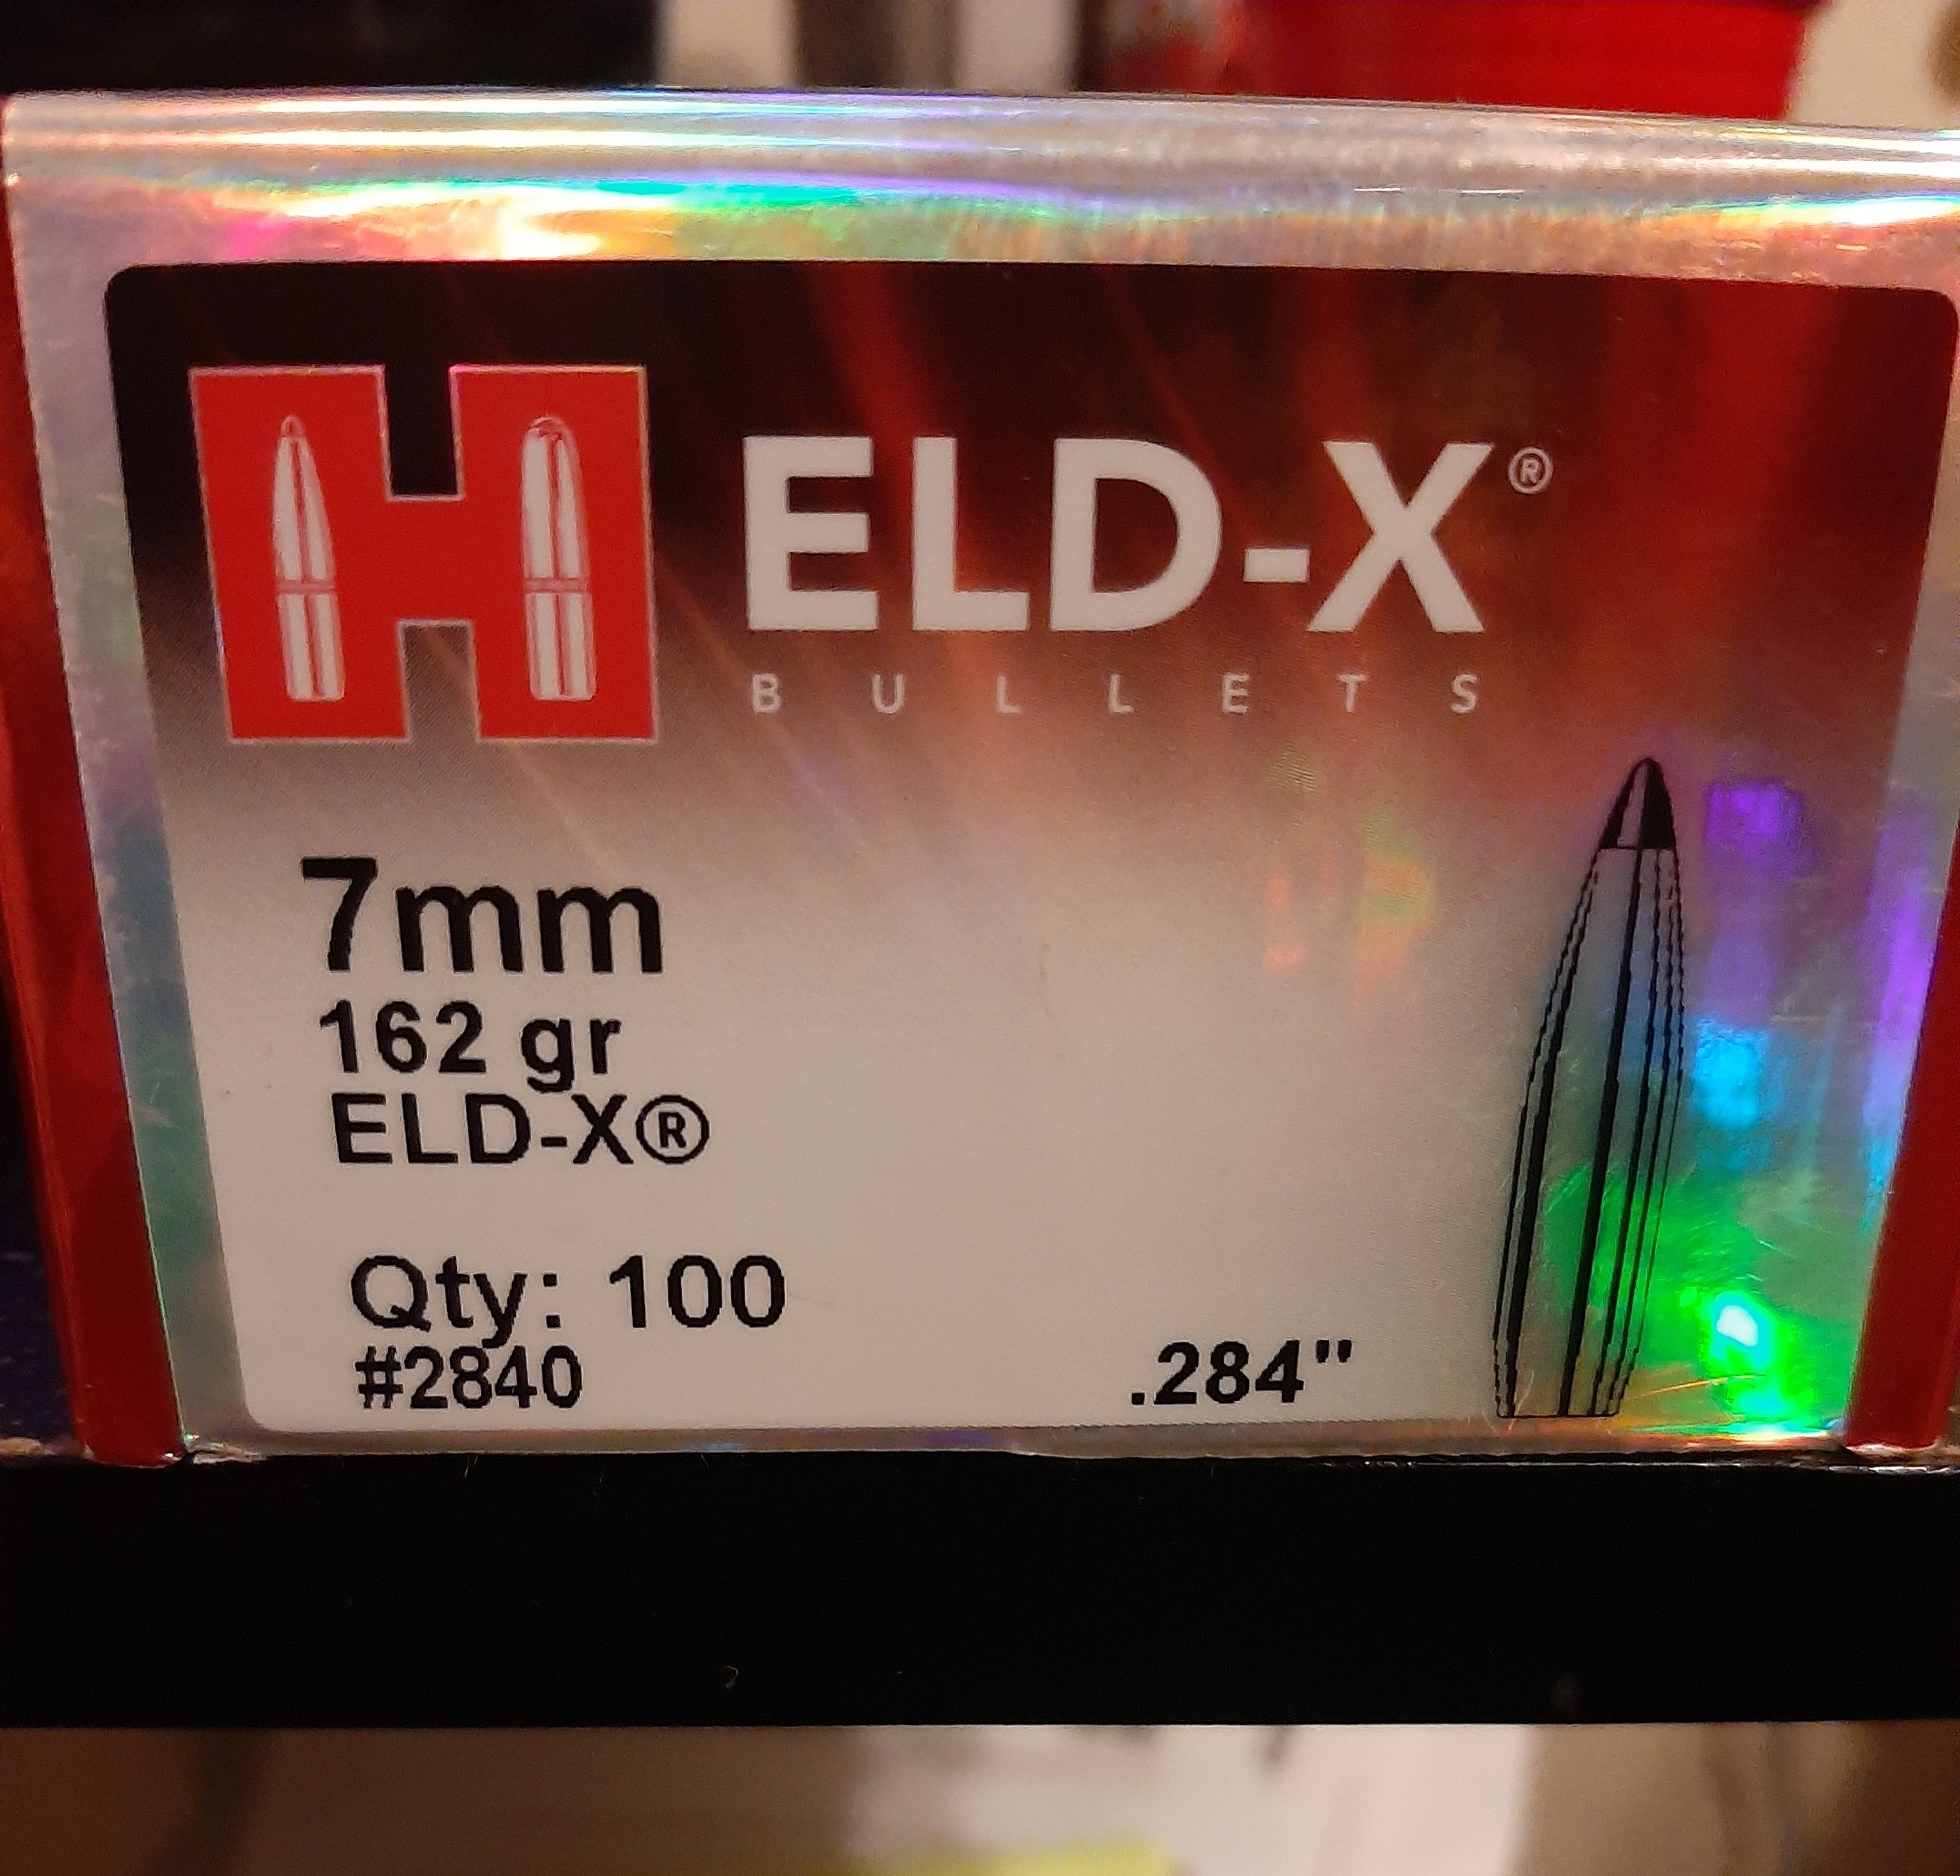 H ELD-X®
BULLETS
7mm
162 gr
ELD-X®
Qty: 100
#2840
.284"